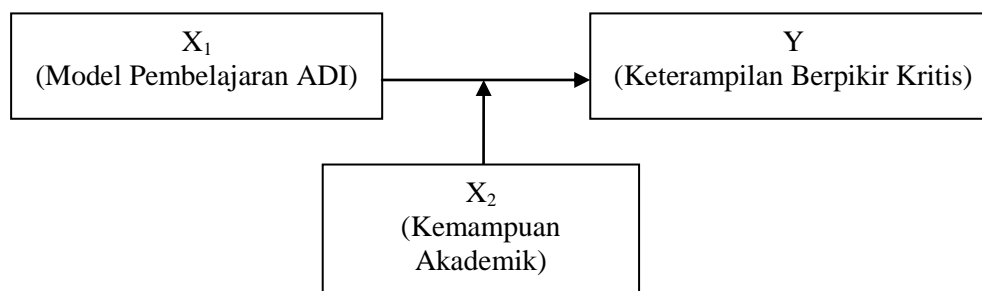 X₁
(Model Pembelajaran ADI)
Y
(Keterampilan Berpikir Kritis)
X₂
(Kemampuan
Akademik)